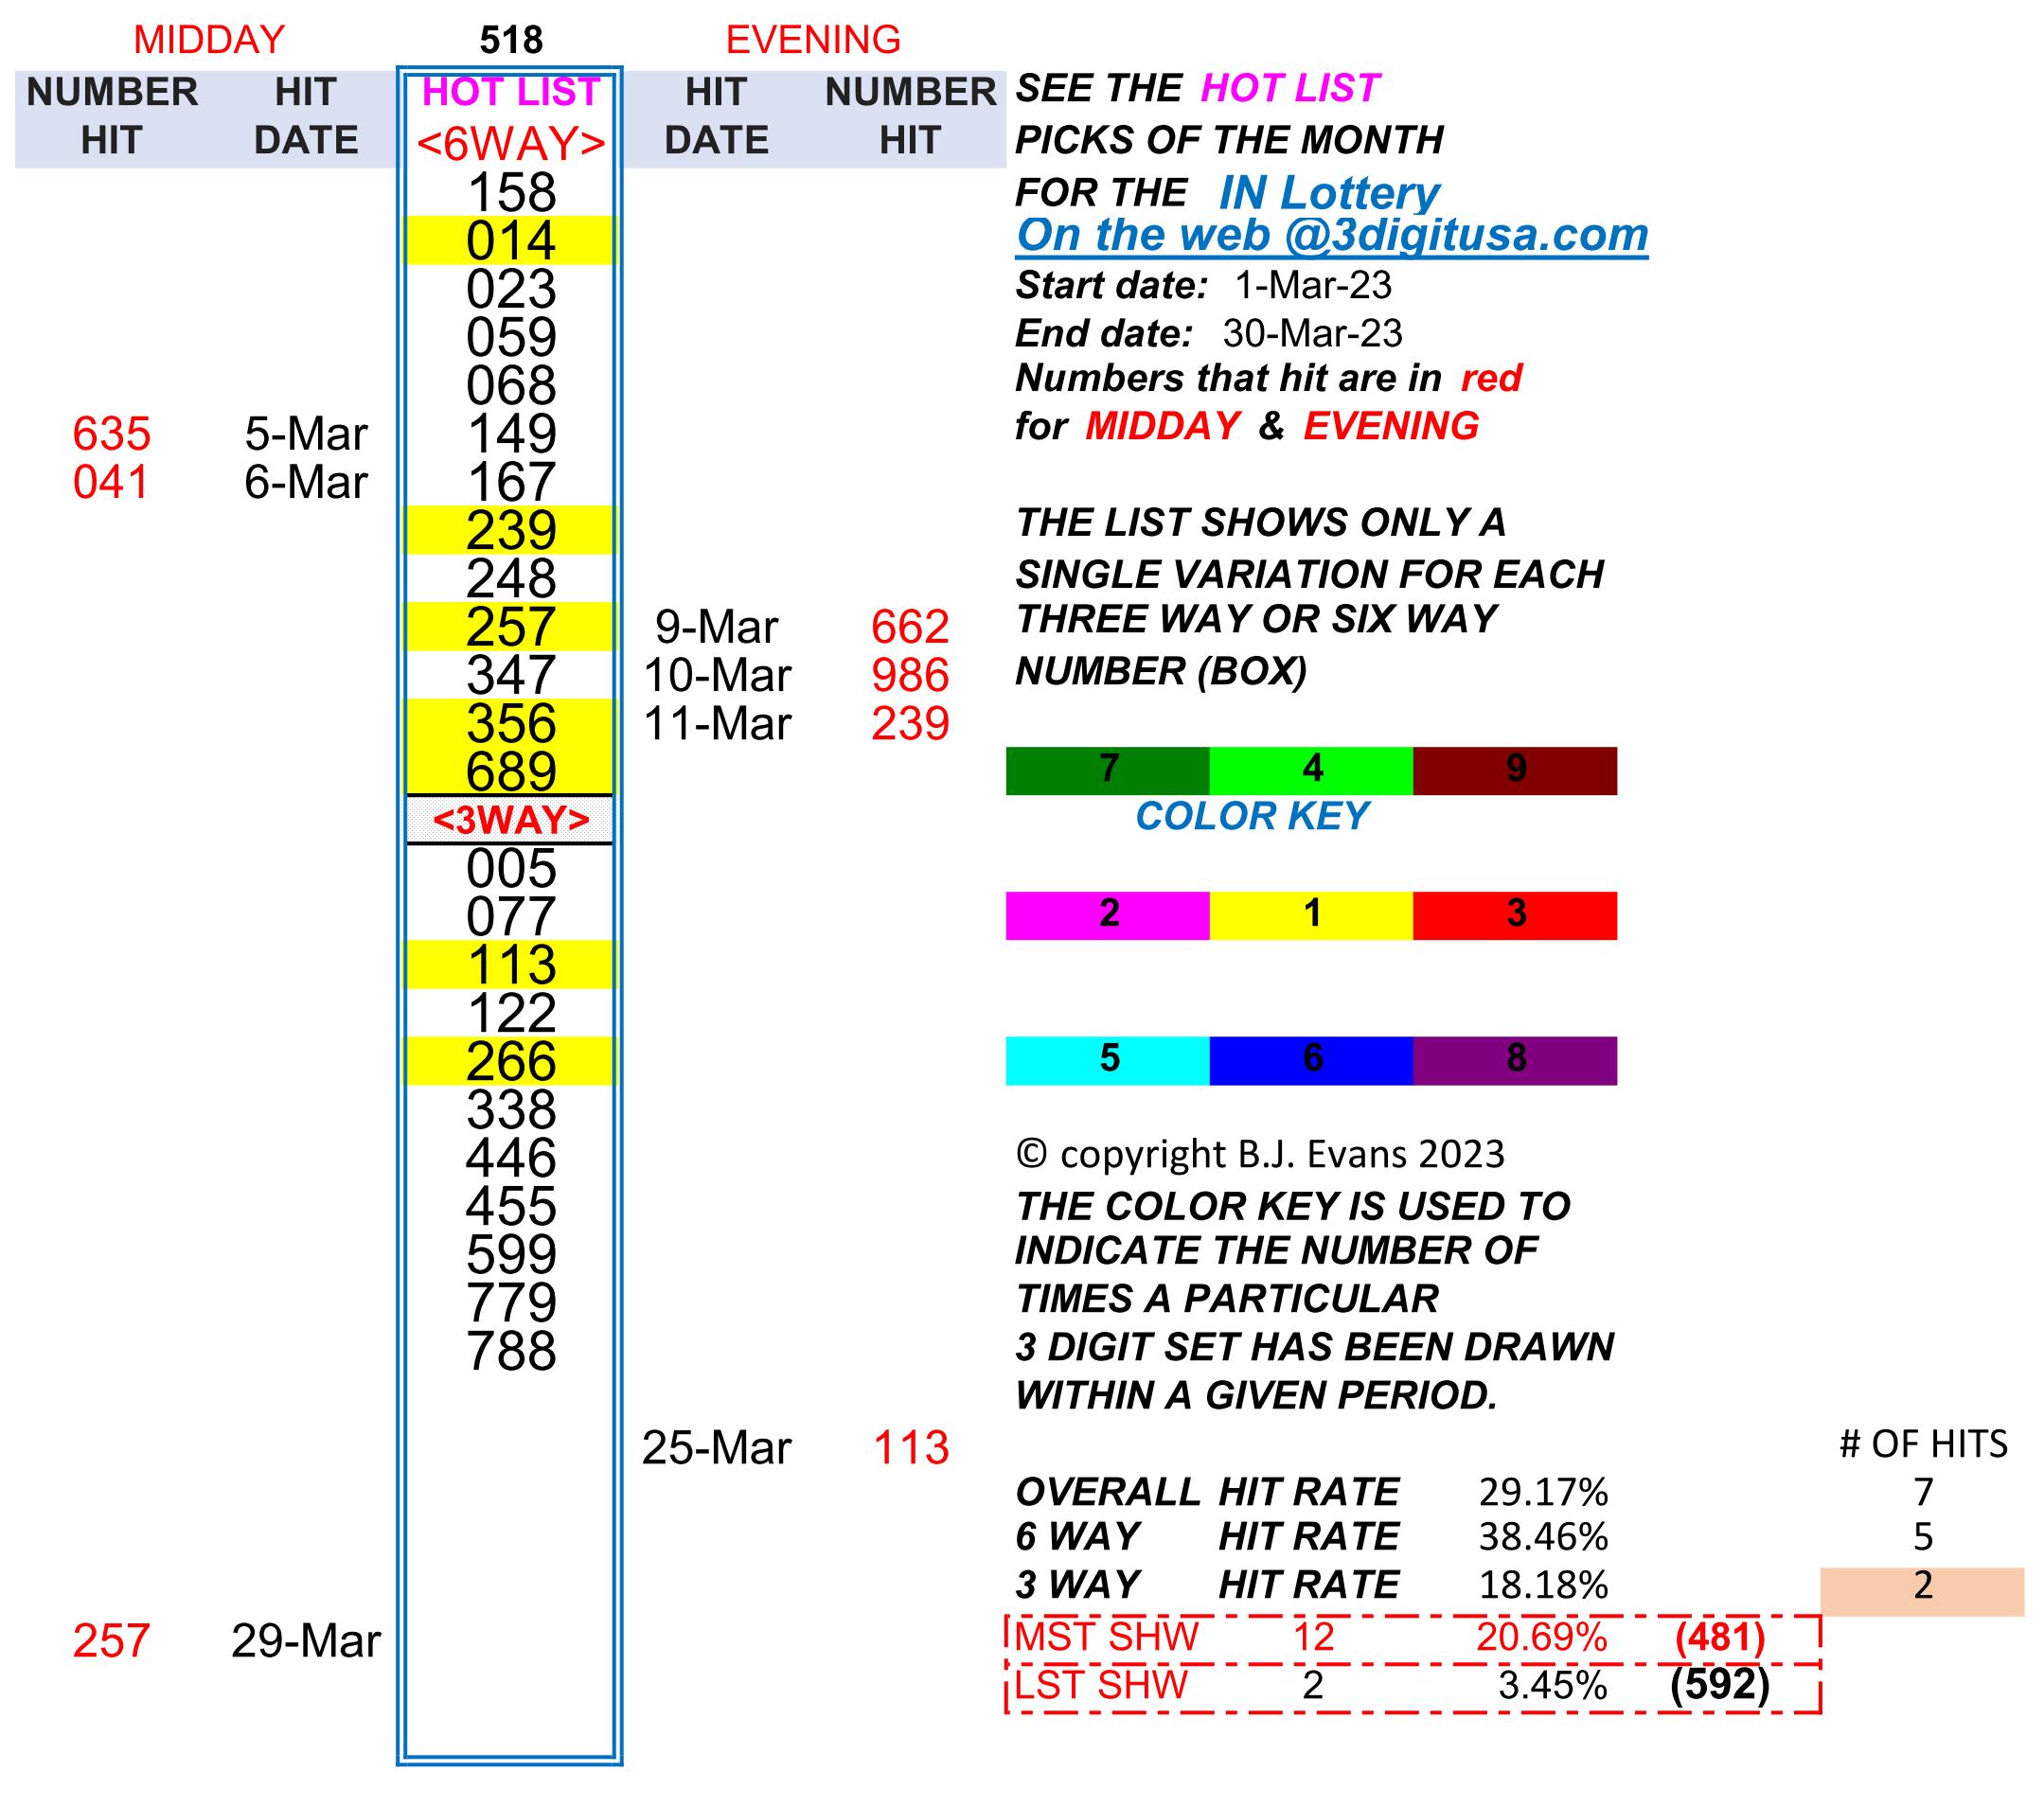 MIDDAY 518 EVENING
NUMBER HIT HOT LIST HIT NUMBER SEE THE HOT LIST
HIT DATE <6WAY> DATE HIT PICKS OF THE MONTH
158 FOR THE IN Lottery
014 On the web @3digitusa.com
023 Start date: 1-Mar-23
059 End date: 30-Mar-23
068 Numbers that hit are in red
635 5-Mar 149 for MIDDAY & EVENING
041 6-Mar 167
239 THE LIST SHOWS ONLY A
248 SINGLE VARIATION FOR EACH
257 9-Mar 662 THREE WAY OR SIX WAY
347 10-Mar 986 NUMBER (BOX)
356 11-Mar 239
689 7 4 9
<3WAY> COLOR KEY
005
077 2 1 3
113
122
266 5 6 8
338
446 © copyright B.J. Evans 2023
455 THE COLOR KEY IS USED TO
599 INDICATE THE NUMBER OF
779 TIMES A PARTICULAR
788 3 DIGIT SET HAS BEEN DRAWN
WITHIN A GIVEN PERIOD.
25-Mar 113 # OF HITS
OVERALL HIT RATE 29.17% 7
6 WAY HIT RATE 38.46% 5
3 WAY HIT RATE 18.18% 2
257 29-Mar MST SHW 12 20.69% (481)
LST SHW 2 3.45% (592)